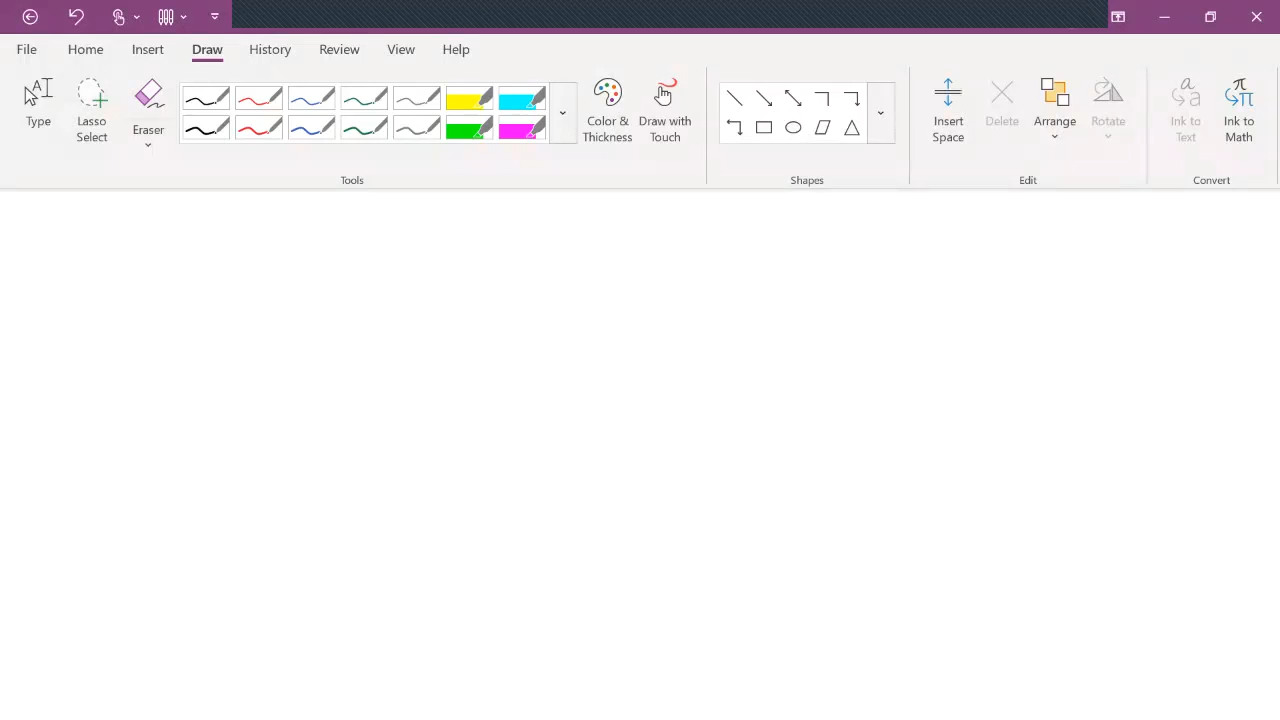 File Home Insert Draw History Review View Help
Type Lasso Select Eraser Color & Thickness Draw with Touch Insert Space Delete Arrange Rotate Ink to Text Ink to Math
Tools Shapes Edit Convert